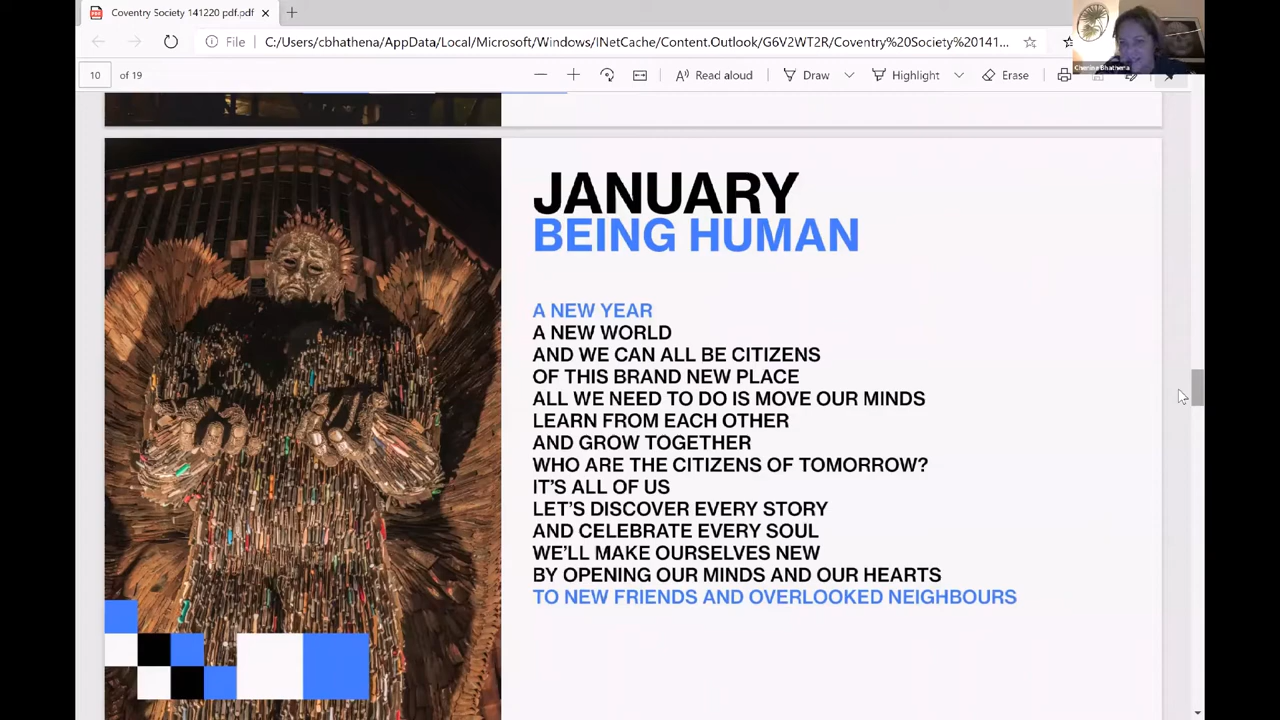 Coventry Society 141220 pdf.pdf
File
C:/Users/cbhathena/AppData/Local/Microsoft/Windows/INetCache/Content.Outlook/G6V2WT2R/Coventry%20Society%20141...
10 of 19
Read aloud
Draw
Highlight
Erase
Chenine Bhathena
JANUARY
BEING HUMAN
A NEW YEAR
A NEW WORLD
AND WE CAN ALL BE CITIZENS
OF THIS BRAND NEW PLACE
ALL WE NEED TO DO IS MOVE OUR MINDS
LEARN FROM EACH OTHER
AND GROW TOGETHER
WHO ARE THE CITIZENS OF TOMORROW?
IT'S ALL OF US
LET'S DISCOVER EVERY STORY
AND CELEBRATE EVERY SOUL
WE'LL MAKE OURSELVES NEW
BY OPENING OUR MINDS AND OUR HEARTS
TO NEW FRIENDS AND OVERLOOKED NEIGHBOURS